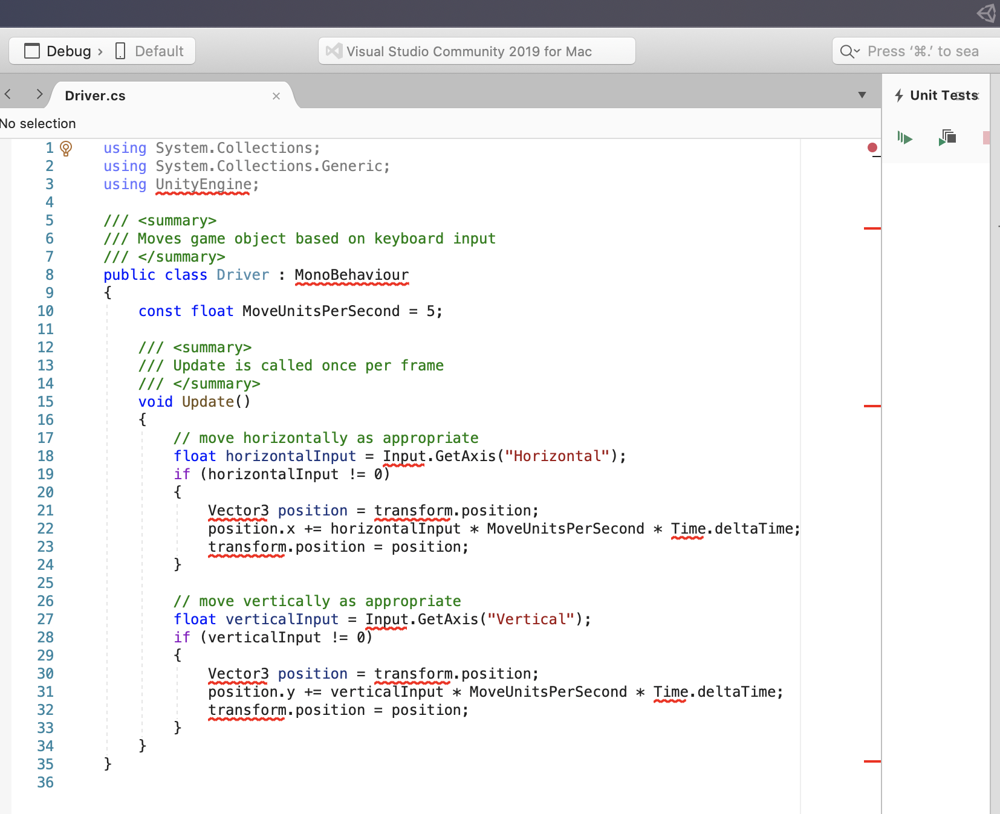 Debug › Default
Visual Studio Community 2019 for Mac
Press ‘⌘.’ to sea
Driver.cs
Unit Tests
No selection
1 using System.Collections;
2 using System.Collections.Generic;
3 using UnityEngine;
4
5 /// <summary>
6 /// Moves game object based on keyboard input
7 /// </summary>
8 public class Driver : MonoBehaviour
9 {
10     const float MoveUnitsPerSecond = 5;
11
12     /// <summary>
13     /// Update is called once per frame
14     /// </summary>
15     void Update()
16     {
17         // move horizontally as appropriate
18         float horizontalInput = Input.GetAxis("Horizontal");
19         if (horizontalInput != 0)
20         {
21             Vector3 position = transform.position;
22             position.x += horizontalInput * MoveUnitsPerSecond * Time.deltaTime;
23             transform.position = position;
24         }
25
26         // move vertically as appropriate
27         float verticalInput = Input.GetAxis("Vertical");
28         if (verticalInput != 0)
29         {
30             Vector3 position = transform.position;
31             position.y += verticalInput * MoveUnitsPerSecond * Time.deltaTime;
32             transform.position = position;
33         }
34     }
35 }
36